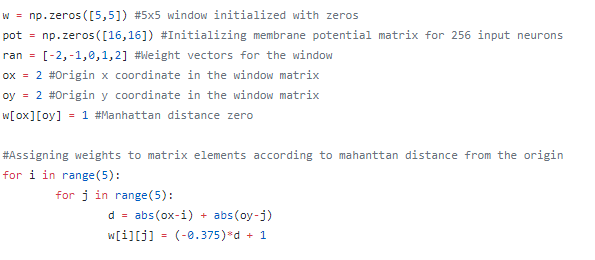 w = np.zeros([5,5]) #5x5 window initialized with zeros
pot = np.zeros([16,16]) #Initializing membrane potential matrix for 256 input neurons
ran = [-2,-1,0,1,2] #Weight vectors for the window
ox = 2 #Origin x coordinate in the window matrix
oy = 2 #Origin y coordinate in the window matrix
w[ox][oy] = 1 #Manhattan distance zero

#Assigning weights to matrix elements according to mahanttan distance from the origin
for i in range(5):
        for j in range(5):
                d = abs(ox-i) + abs(oy-j)
                w[i][j] = (-0.375)*d + 1